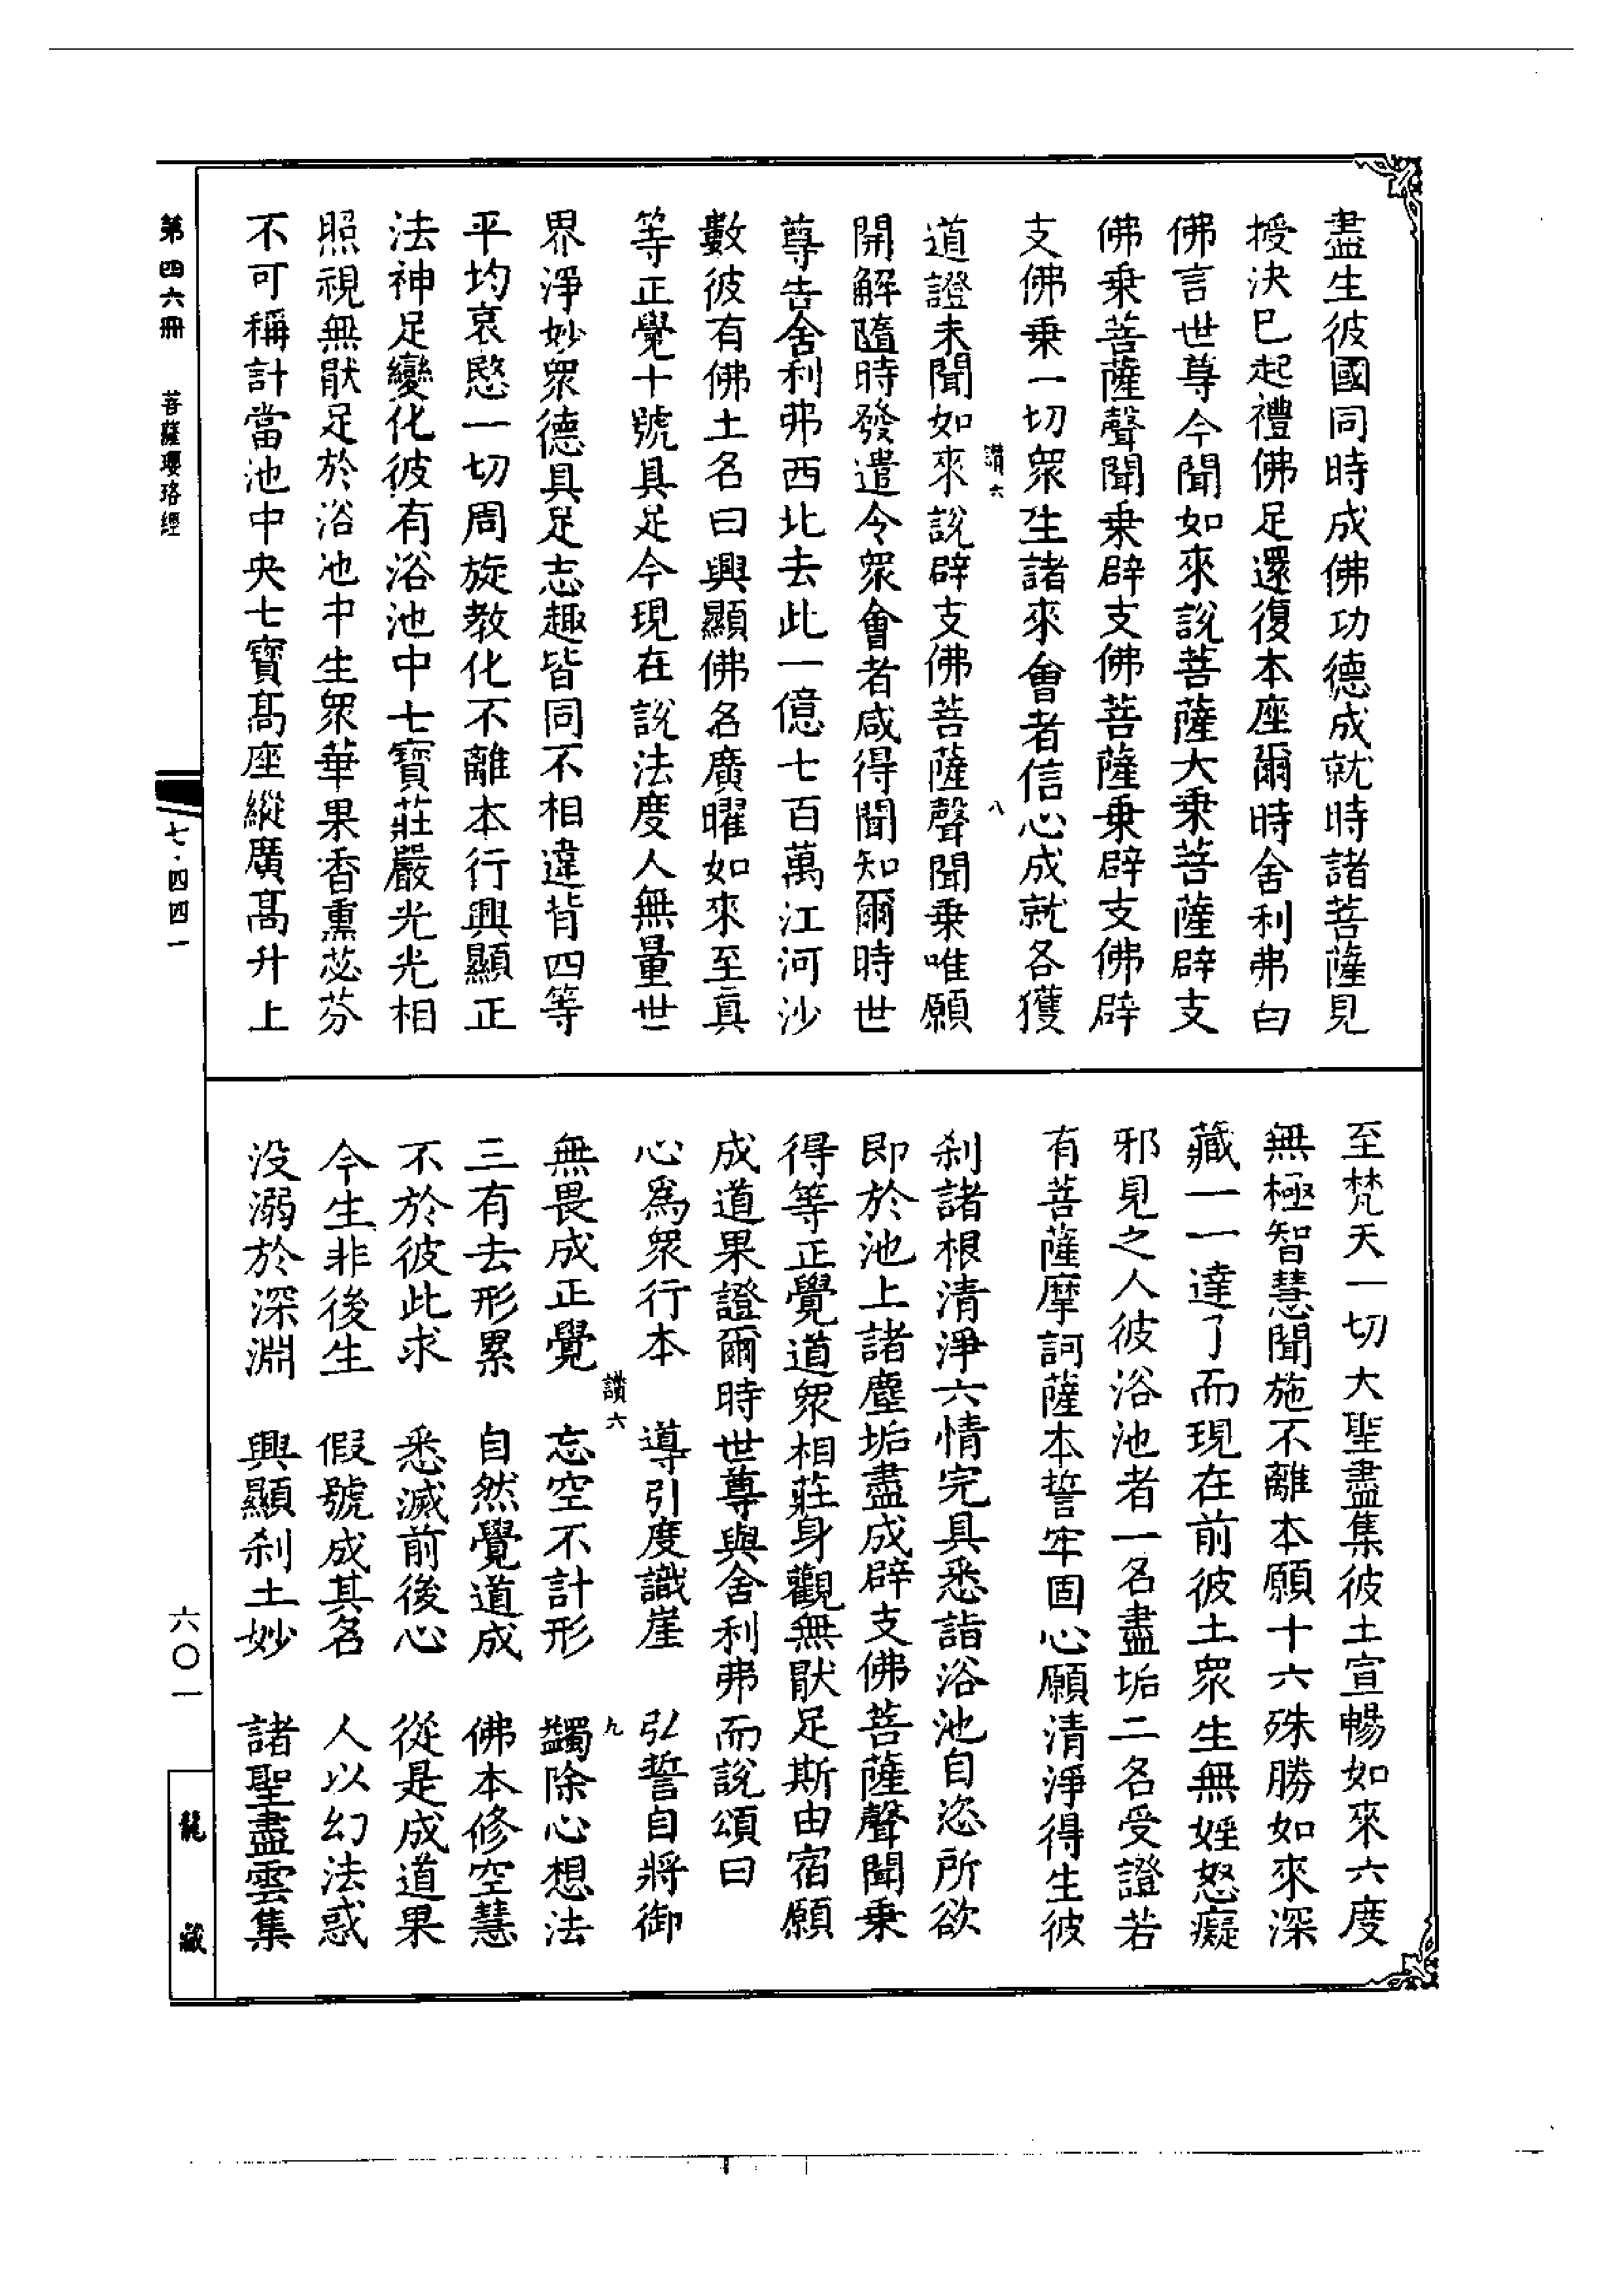 盡生彼國同時成佛功德成就時諸菩薩見
授決已起禮佛足還復本座爾時舍利弗白
佛言世尊今聞如來說菩薩大乘菩薩辟支
佛乘菩薩聲聞乘辟支佛菩薩乘辟支佛辟
支佛乘一切眾生諸來會者信心成就各獲
讚六 八
道證未聞如來說辟支佛菩薩聲聞乘唯願
開解隨時發遣令眾會者咸得聞知爾時世
尊告舍利弗西北去此一億七百萬江河沙
數彼有佛土名曰興顯佛名廣曜如來至真
等正覺十號具足今現在說法度人無量世
界淨妙眾德具足志趣皆同不相違背四等
平均哀愍一切周旋教化不離本行興顯正
法神足變化彼有浴池中七寶莊嚴光光相
照視無猒足於浴池中生眾華果香熏苾芬
不可稱計當池中央七寶髙座縱廣髙升上
至梵天一切大聖盡集彼土宣暢如來六度
無極智慧聞施不離本願十六殊勝如來深
藏一一達了而現在前彼土眾生無婬怒癡
邪見之人彼浴池者一名盡垢二名受證若
有菩薩摩訶薩本誓牢固心願清淨得生彼
剎諸根清淨六情完具悉詣浴池自恣所欲
即於池上諸塵垢盡成辟支佛菩薩聲聞乘
得等正覺道眾相莊身觀無猒足斯由宿願
成道果證爾時世尊與舍利弗而說頌曰
心為眾行本 導引度識崖 弘誓自將御
讚六 九
無畏成正覺 忘空不計形 蠲除心想法
三有去形累 自然覺道成 佛本修空慧
不於彼此求 悉滅前後心 從是成道果
今生非後生 假號成其名 人以幻法惑
沒溺於深淵 興顯剎土妙 諸聖盡雲集
第四六冊 菩薩瓔珞經
七·四四一
六〇一
龍藏